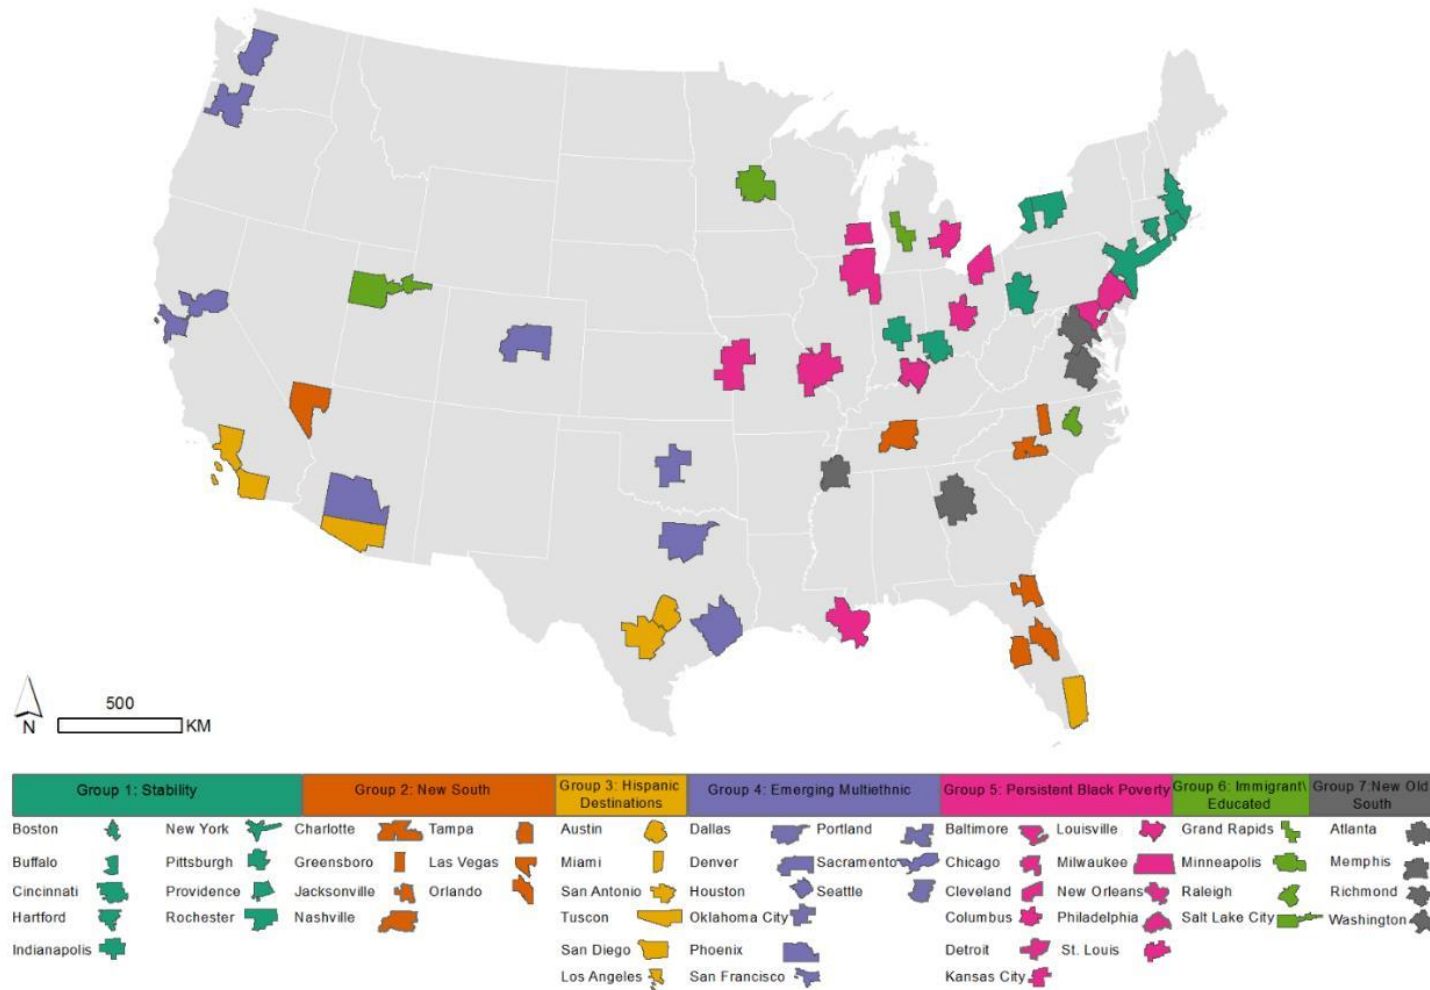 500
KM
N
Group 1: Stability
Group 2: New South
Group 3: Hispanic
Destinations
Group 4: Emerging Multiethnic
Group 5: Persistent Black Poverty
Group 6: Immigrant\
Educated
Group 7:New Old
South
Boston New York Charlotte Tampa Austin Dallas Portland Baltimore Louisville Grand Rapids Atlanta
Buffalo Pittsburgh Greensboro Las Vegas Miami Denver Sacramento Chicago Milwaukee Minneapolis Memphis
Cincinnati Providence Jacksonville Orlando San Antonio Houston Seattle Cleveland New Orleans Raleigh Richmond
Hartford Rochester Nashville Tuscon Oklahoma City Columbus Philadelphia Salt Lake City Washington
Indianapolis San Diego Phoenix Detroit St. Louis
Los Angeles San Francisco Kansas City